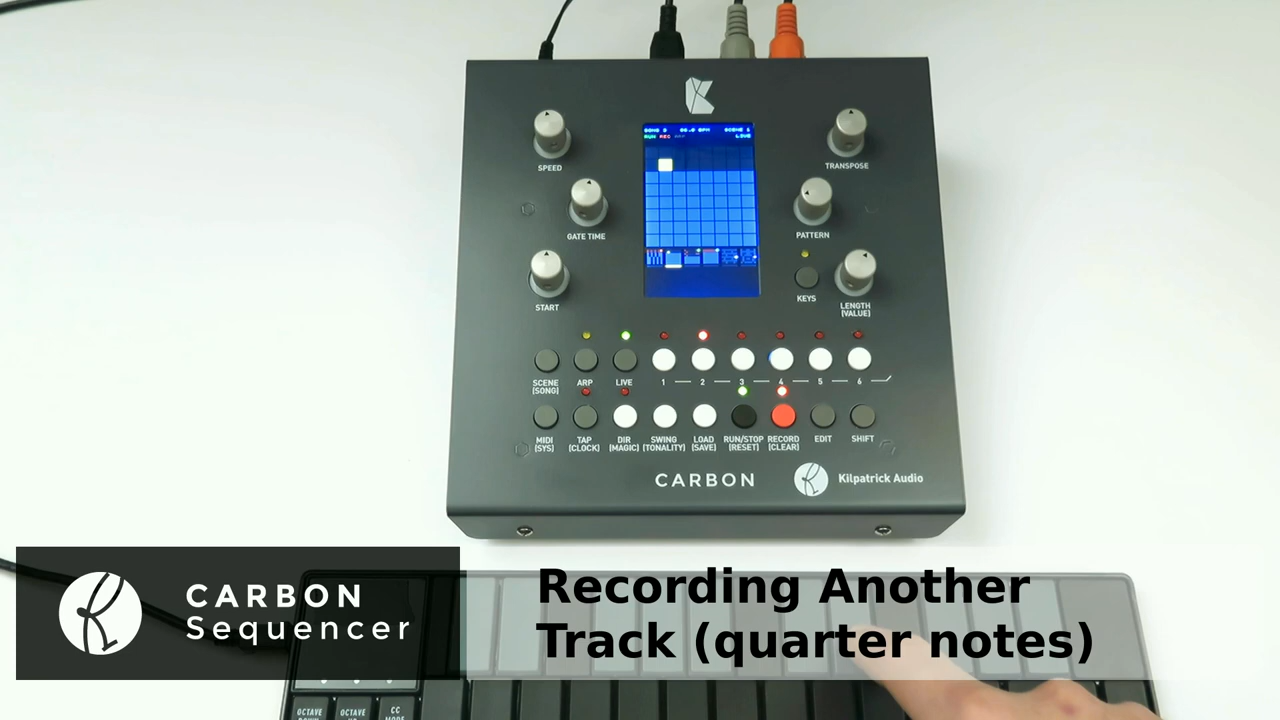 SPEED
TRANSPOSE
GATE TIME
PATTERN
START
KEYS
LENGTH
(VALUE)
SCENE
(SONG)
ARP
LIVE
1
2
3
4
5
6
MIDI
(SYS)
TAP
(CLOCK)
DIR
(MAGIC)
SWING
(TONALITY)
LOAD
(SAVE)
RUN/STOP
(RESET)
RECORD
(CLEAR)
EDIT
SHIFT
CARBON
Kilpatrick Audio
CARBON
Sequencer
Recording Another
Track (quarter notes)
OCTAVE
OCTAVE
CC
MODE